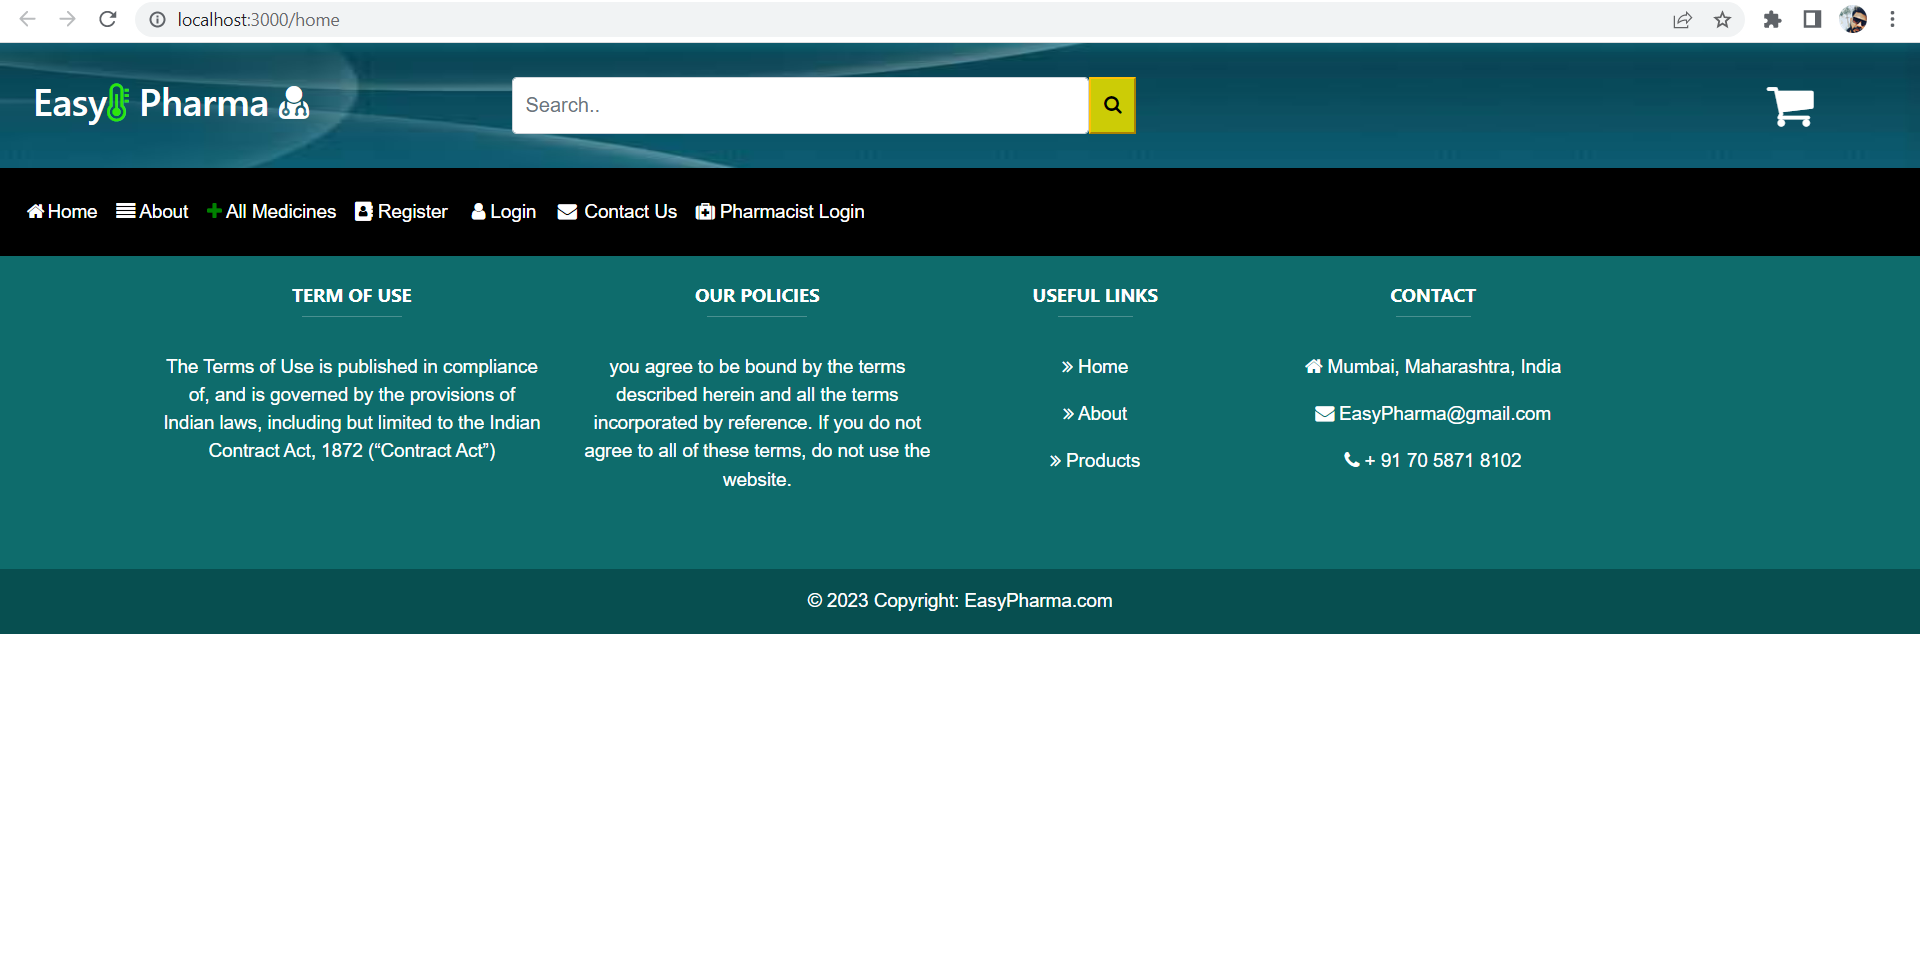 localhost:3000/home
Easy Pharma
Search..
Home About All Medicines Register Login Contact Us Pharmacist Login
TERM OF USE
The Terms of Use is published in compliance
of, and is governed by the provisions of
Indian laws, including but limited to the Indian
Contract Act, 1872 (“Contract Act”)
OUR POLICIES
you agree to be bound by the terms
described herein and all the terms
incorporated by reference. If you do not
agree to all of these terms, do not use the
website.
USEFUL LINKS
» Home
» About
» Products
CONTACT
Mumbai, Maharashtra, India
EasyPharma@gmail.com
+ 91 70 5871 8102
© 2023 Copyright: EasyPharma.com